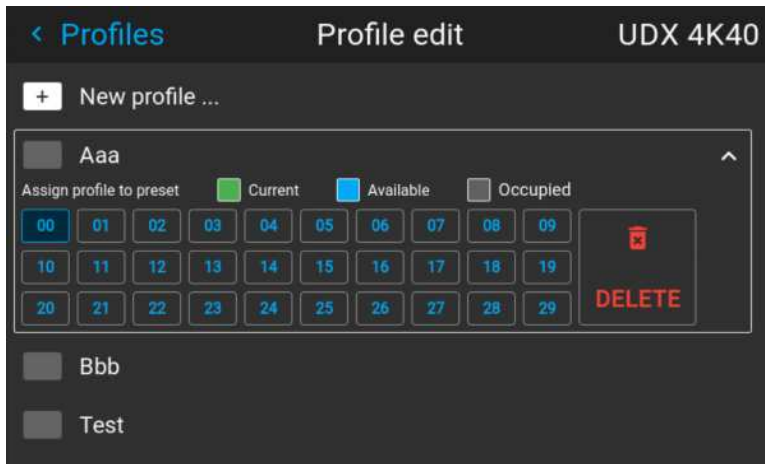 < Profiles Profile edit UDX 4K40
+ New profile ...
Aaa
Assign profile to preset Current Available Occupied
00 01 02 03 04 05 06 07 08 09
10 11 12 13 14 15 16 17 18 19
20 21 22 23 24 25 26 27 28 29
DELETE
Bbb
Test